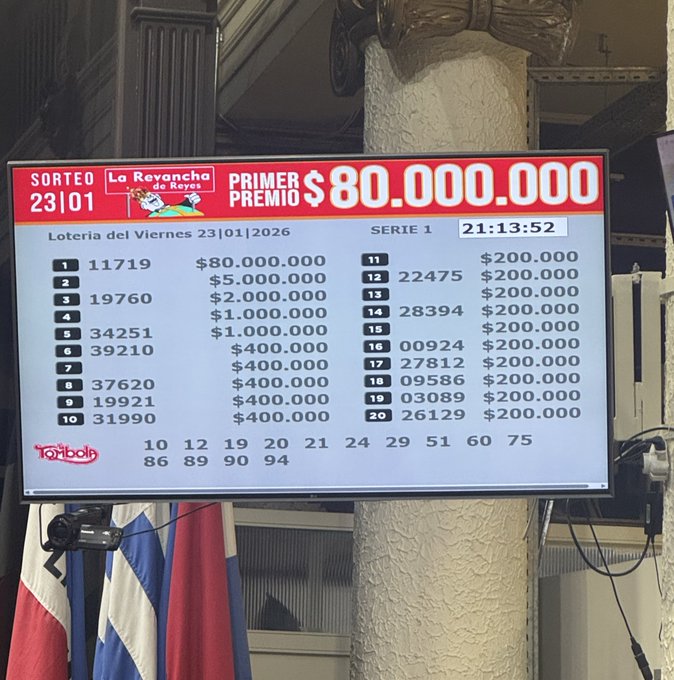 SORTEO
23|01
La Revancha
de Reyes
PRIMER
PREMIO
$80.000.000
Loteria del Viernes 23|01|2026
SERIE 1
21:13:52
1 11719 $80.000.000
2 $5.000.000
3 19760 $2.000.000
4 $1.000.000
5 34251 $1.000.000
6 39210 $400.000
7 $400.000
8 37620 $400.000
9 19921 $400.000
10 31990 $400.000
11 $200.000
12 22475 $200.000
13 $200.000
14 28394 $200.000
15 $200.000
16 00924 $200.000
17 27812 $200.000
18 09586 $200.000
19 03089 $200.000
20 26129 $200.000
Tómbola
10 12 19 20 21 24 29 51 60 75
86 89 90 94